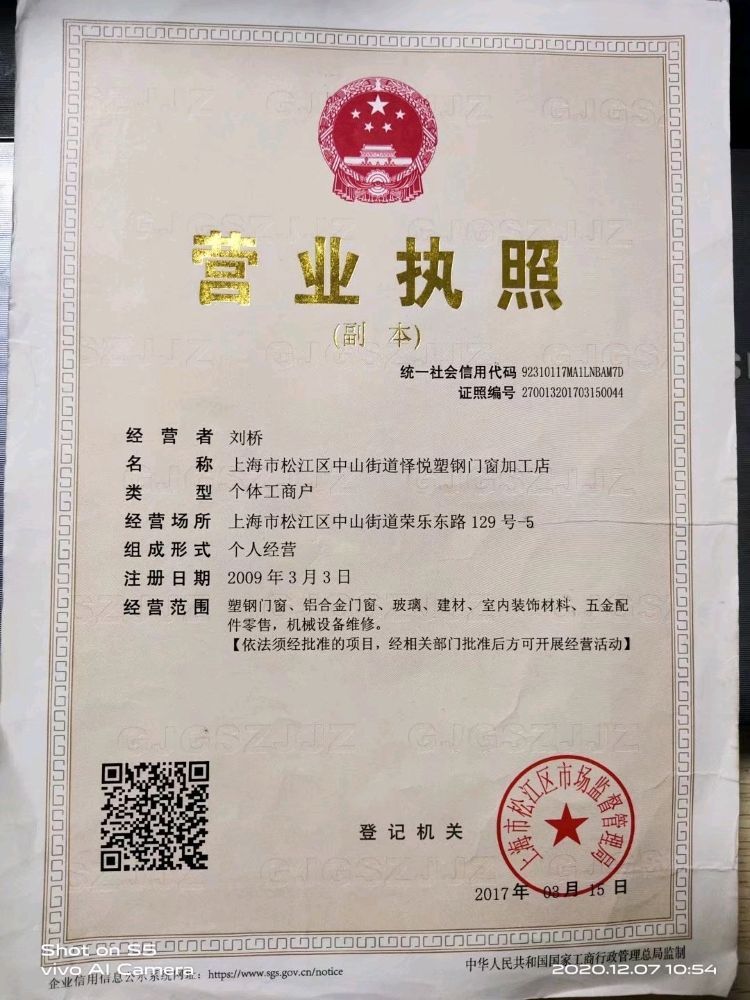 营业执照
(副 本)
统一社会信用代码 92310117MA1LNBAM7D
证照编号 27001320170315​0044
经营者 刘桥
名称 上海市松江区中山街道怿悦塑钢门窗加工店
类型 个体工商户
经营场所 上海市松江区中山街道荣乐东路129号-5
组成形式 个人经营
注册日期 2009年3月3日
经营范围 塑钢门窗、铝合金门窗、玻璃、建材、室内装饰材料、五金配
件零售，机械设备维修。
【依法须经批准的项目，经相关部门批准后方可开展经营活动】
登记机关
上海市松江区市场监督管理局
2017年 03月 15日
Shot on S5
vivo AI Camera
企业信用信息公示系统网址：https://www.sgs.gov.cn/notice
中华人民共和国国家工商行政管理总局监制
2020.12.07 10:54